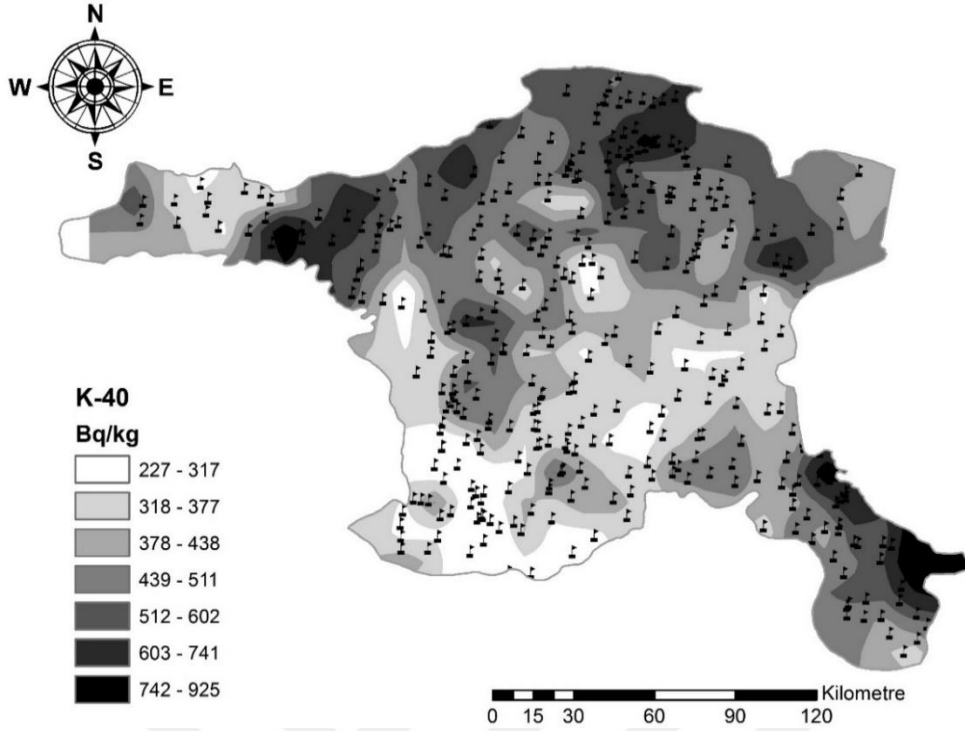 N
W E
S
K-40
Bq/kg
227 - 317
318 - 377
378 - 438
439 - 511
512 - 602
603 - 741
742 - 925
Kilometre
0 15 30 60 90 120